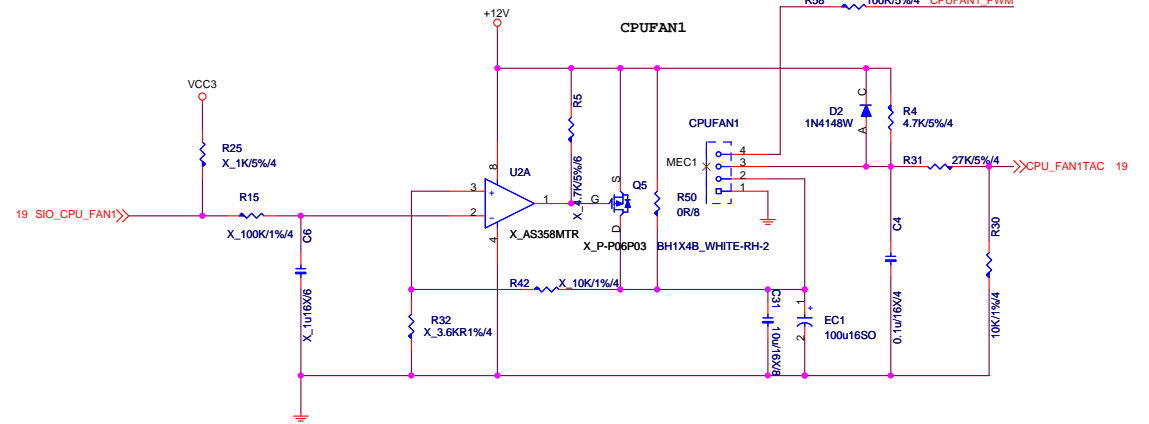 R58
100K/5%/4
CPUFAN1_PWM
+12V
CPUFAN1
VCC3
R5
X_4.7K/5%/6
C
D2
1N4148W
A
R4
4.7K/5%/4
CPUFAN1
R25
X_1K/5%/4
MEC1
4
3
2
1
R31
27K/5%/4
CPU_FAN1TAC 19
8
U2A
3
+
2
-
1
4
X_AS358MTR
S
G
D
Q5
X_P-P06P03
R50
0R/8
BH1X4B_WHITE-RH-2
R15
19 SIO_CPU_FAN1
X_100K/1%/4
C6
X_1u16X/6
C4
0.1u/16X/4
R30
10K/1%/4
R42
X_10K/1%/4
R32
X_3.6KR1%/4
C31
10u/16X/8
1
+
EC1
100u16SO
2